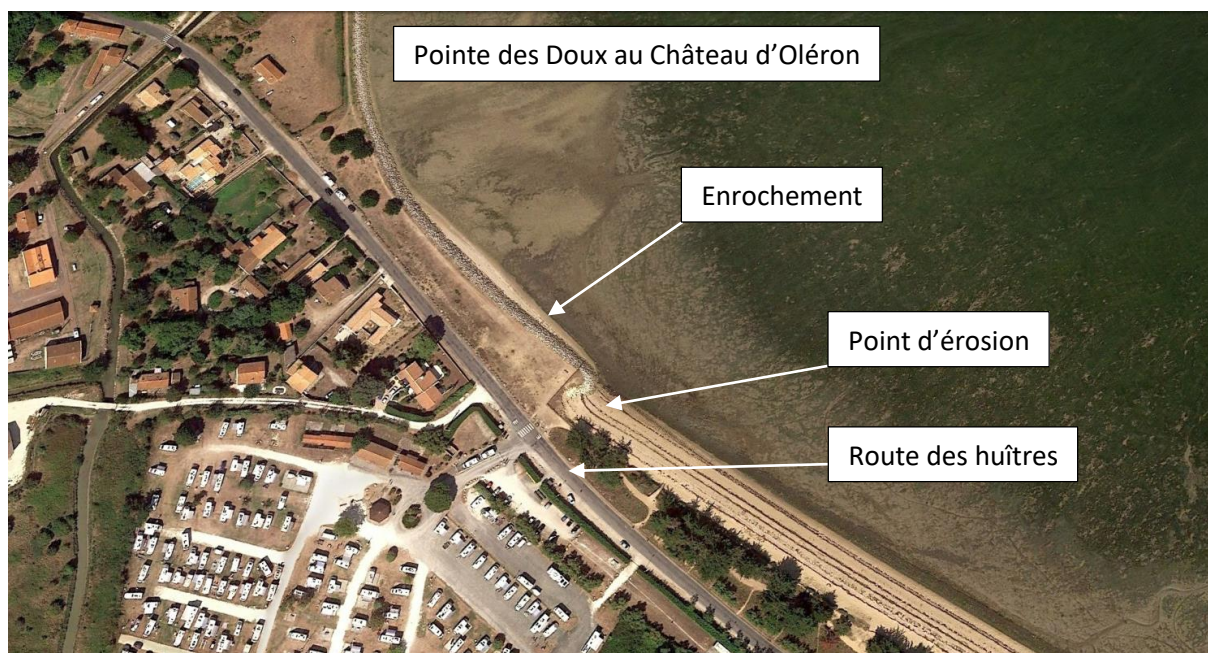 Pointe des Doux au Château d’Oléron
Enrochement
Point d’érosion
Route des huîtres